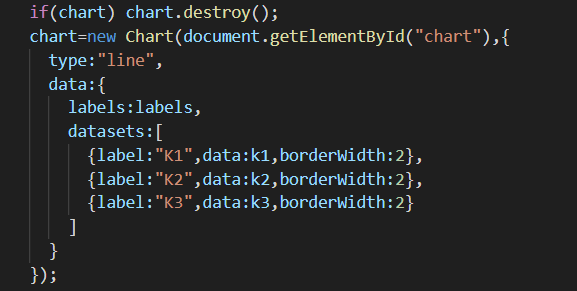 if(chart) chart.destroy();
chart=new Chart(document.getElementById("chart"),{
  type:"line",
  data:{
    labels:labels,
    datasets:[
      {label:"K1",data:k1,borderWidth:2},
      {label:"K2",data:k2,borderWidth:2},
      {label:"K3",data:k3,borderWidth:2}
    ]
  }
});